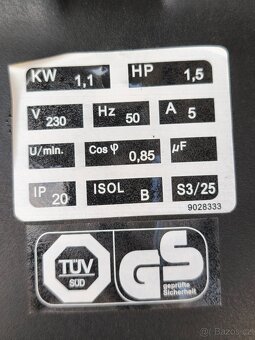 KW 1,1 HP 1,5
V 230 Hz 50 A 5
U/min. Cos φ 0,85 µF
IP 20 ISOL B S3/25
9028333
TÜV
SÜD
GS
geprüfte
Sicherheit